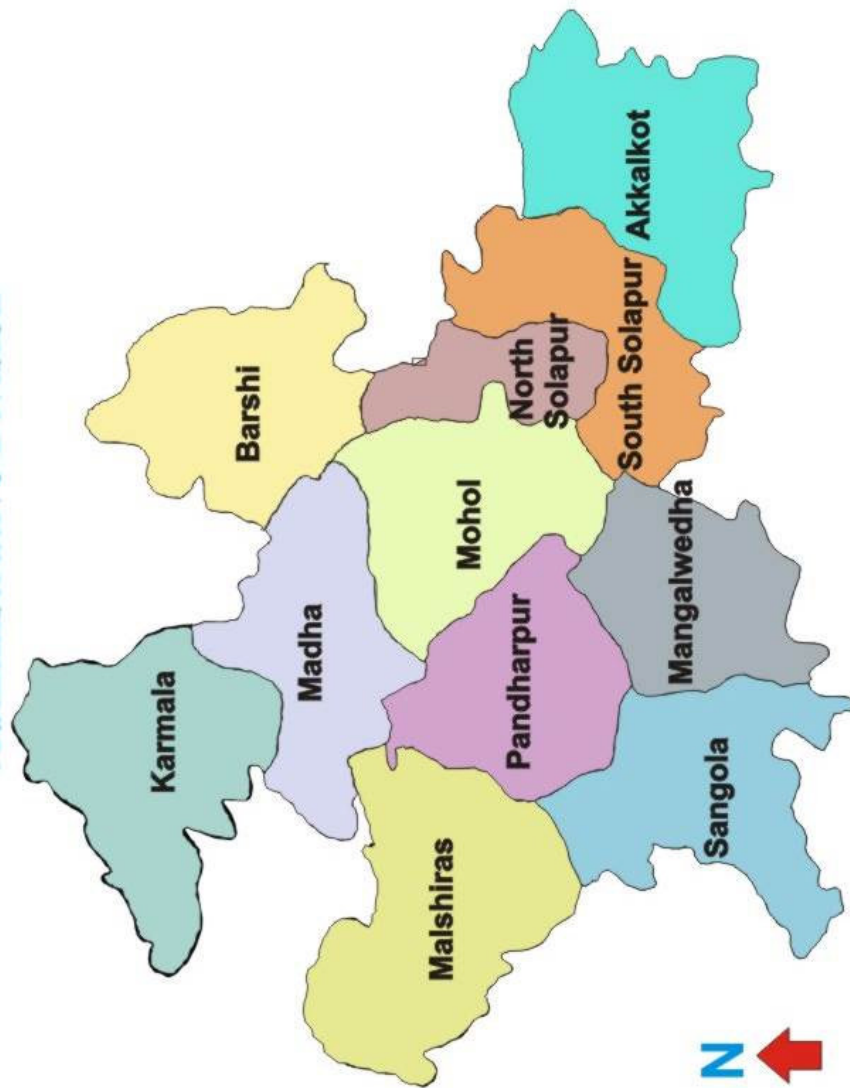 Karmala
Barshi
Madha
Malshiras
Mohol
Pandharpur
North
Solapur
Akkalkot
South Solapur
Mangalwedha
Sangola
N